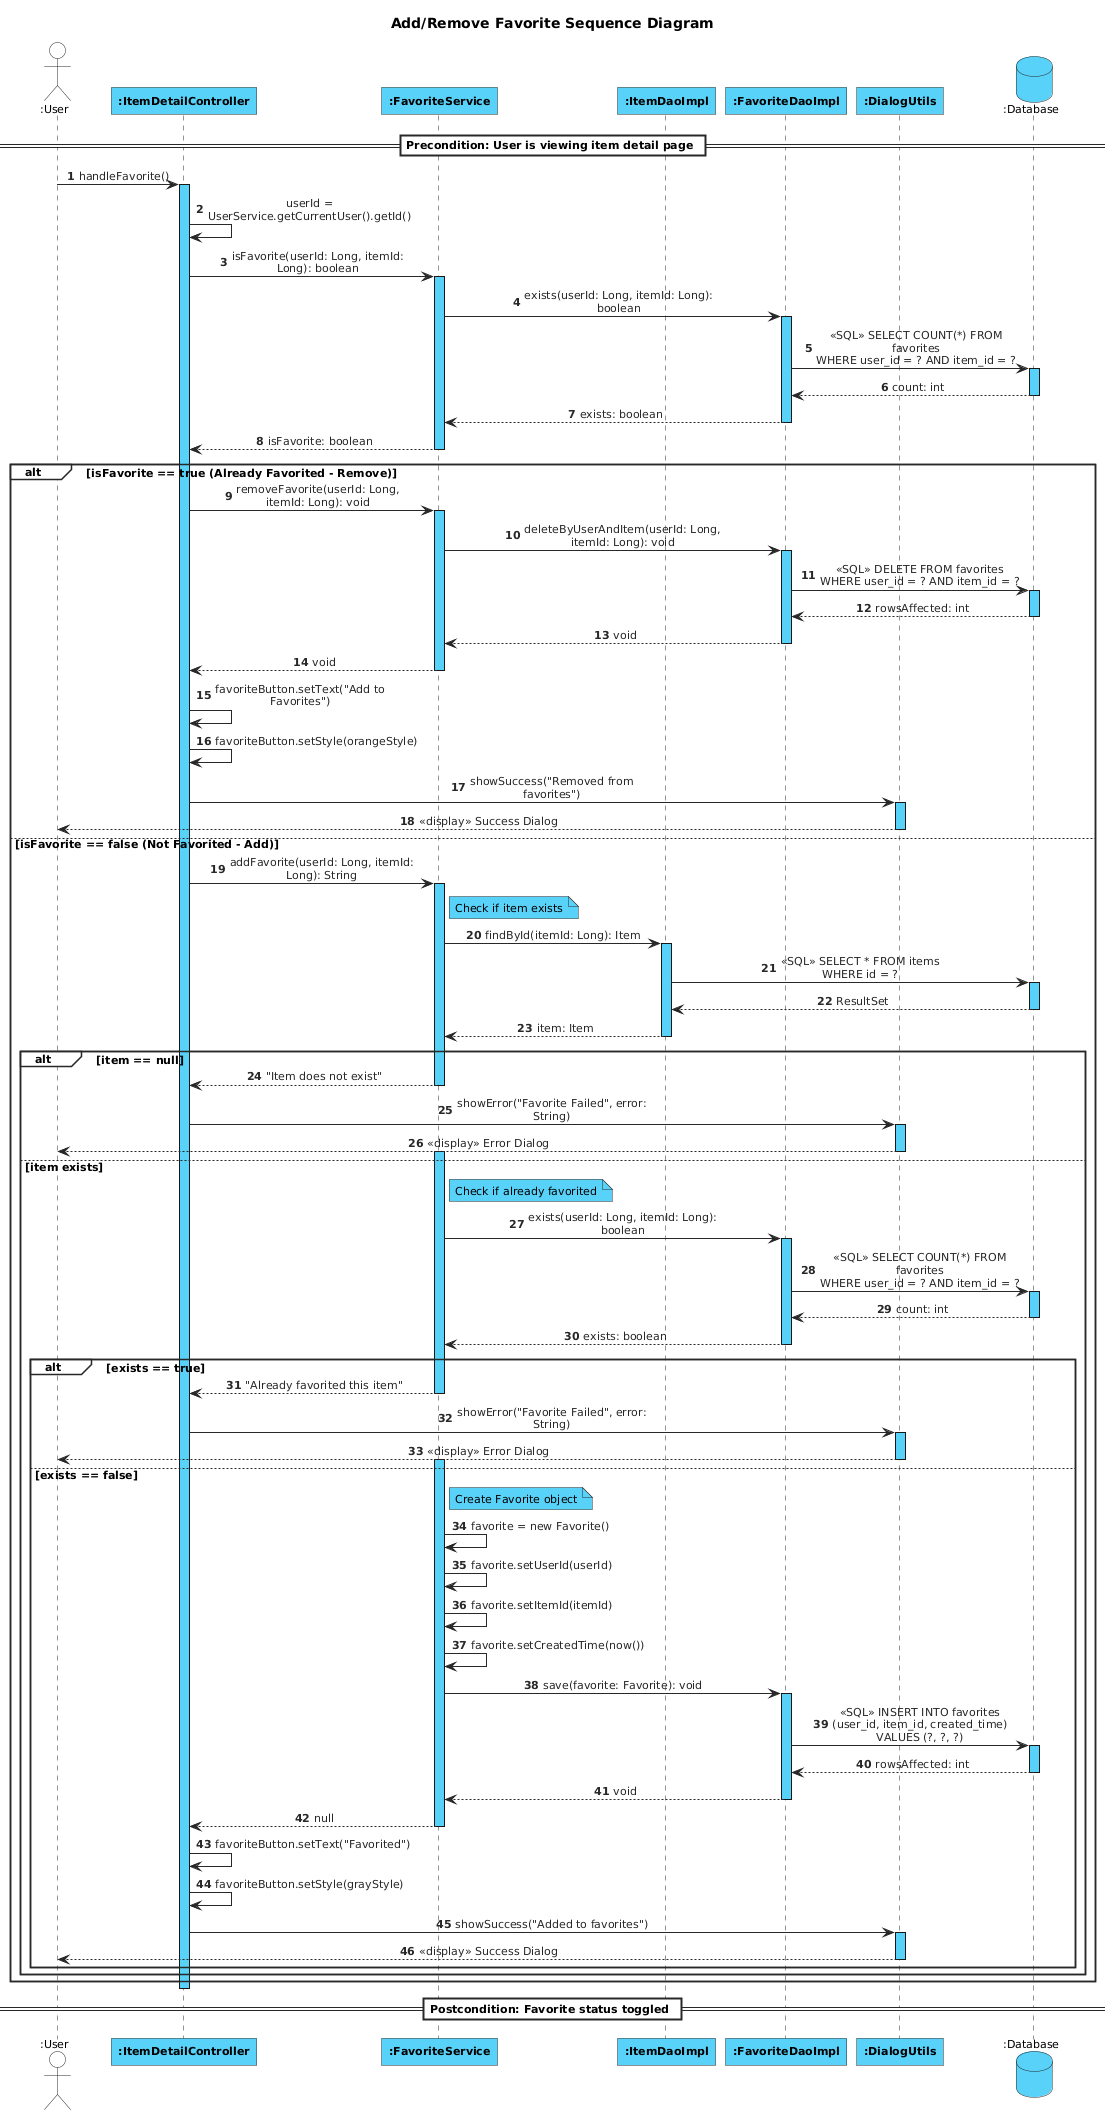 Add/Remove Favorite Sequence Diagram
:User
:ItemDetailController
:FavoriteService
:ItemDaoImpl
:FavoriteDaoImpl
:DialogUtils
:Database
Precondition: User is viewing item detail page
1 handleFavorite()
2 userId =
UserService.getCurrentUser().getId()
3 isFavorite(userId: Long, itemId:
Long): boolean
4 exists(userId: Long, itemId: Long):
boolean
5 «SQL» SELECT COUNT(*) FROM
favorites
WHERE user_id = ? AND item_id = ?
6 count: int
7 exists: boolean
8 isFavorite: boolean
alt [isFavorite == true (Already Favorited - Remove)]
9 removeFavorite(userId: Long,
itemId: Long): void
10 deleteByUserAndItem(userId: Long,
itemId: Long): void
11 «SQL» DELETE FROM favorites
WHERE user_id = ? AND item_id = ?
12 rowsAffected: int
13 void
14 void
15 favoriteButton.setText("Add to
Favorites")
16 favoriteButton.setStyle(orangeStyle)
17 showSuccess("Removed from
favorites")
18 «display» Success Dialog
[isFavorite == false (Not Favorited - Add)]
19 addFavorite(userId: Long, itemId:
Long): String
Check if item exists
20 findById(itemId: Long): Item
21 «SQL» SELECT * FROM items
WHERE id = ?
22 ResultSet
23 item: Item
alt [item == null]
24 "Item does not exist"
25 showError("Favorite Failed", error:
String)
26 «display» Error Dialog
[item exists]
Check if already favorited
27 exists(userId: Long, itemId: Long):
boolean
28 «SQL» SELECT COUNT(*) FROM
favorites
WHERE user_id = ? AND item_id = ?
29 count: int
30 exists: boolean
alt [exists == true]
31 "Already favorited this item"
32 showError("Favorite Failed", error:
String)
33 «display» Error Dialog
[exists == false]
Create Favorite object
34 favorite = new Favorite()
35 favorite.setUserId(userId)
36 favorite.setItemId(itemId)
37 favorite.setCreatedTime(now())
38 save(favorite: Favorite): void
39 «SQL» INSERT INTO favorites
(user_id, item_id, created_time)
VALUES (?, ?, ?)
40 rowsAffected: int
41 void
42 null
43 favoriteButton.setText("Favorited")
44 favoriteButton.setStyle(grayStyle)
45 showSuccess("Added to favorites")
46 «display» Success Dialog
Postcondition: Favorite status toggled
:User
:ItemDetailController
:FavoriteService
:ItemDaoImpl
:FavoriteDaoImpl
:DialogUtils
:Database